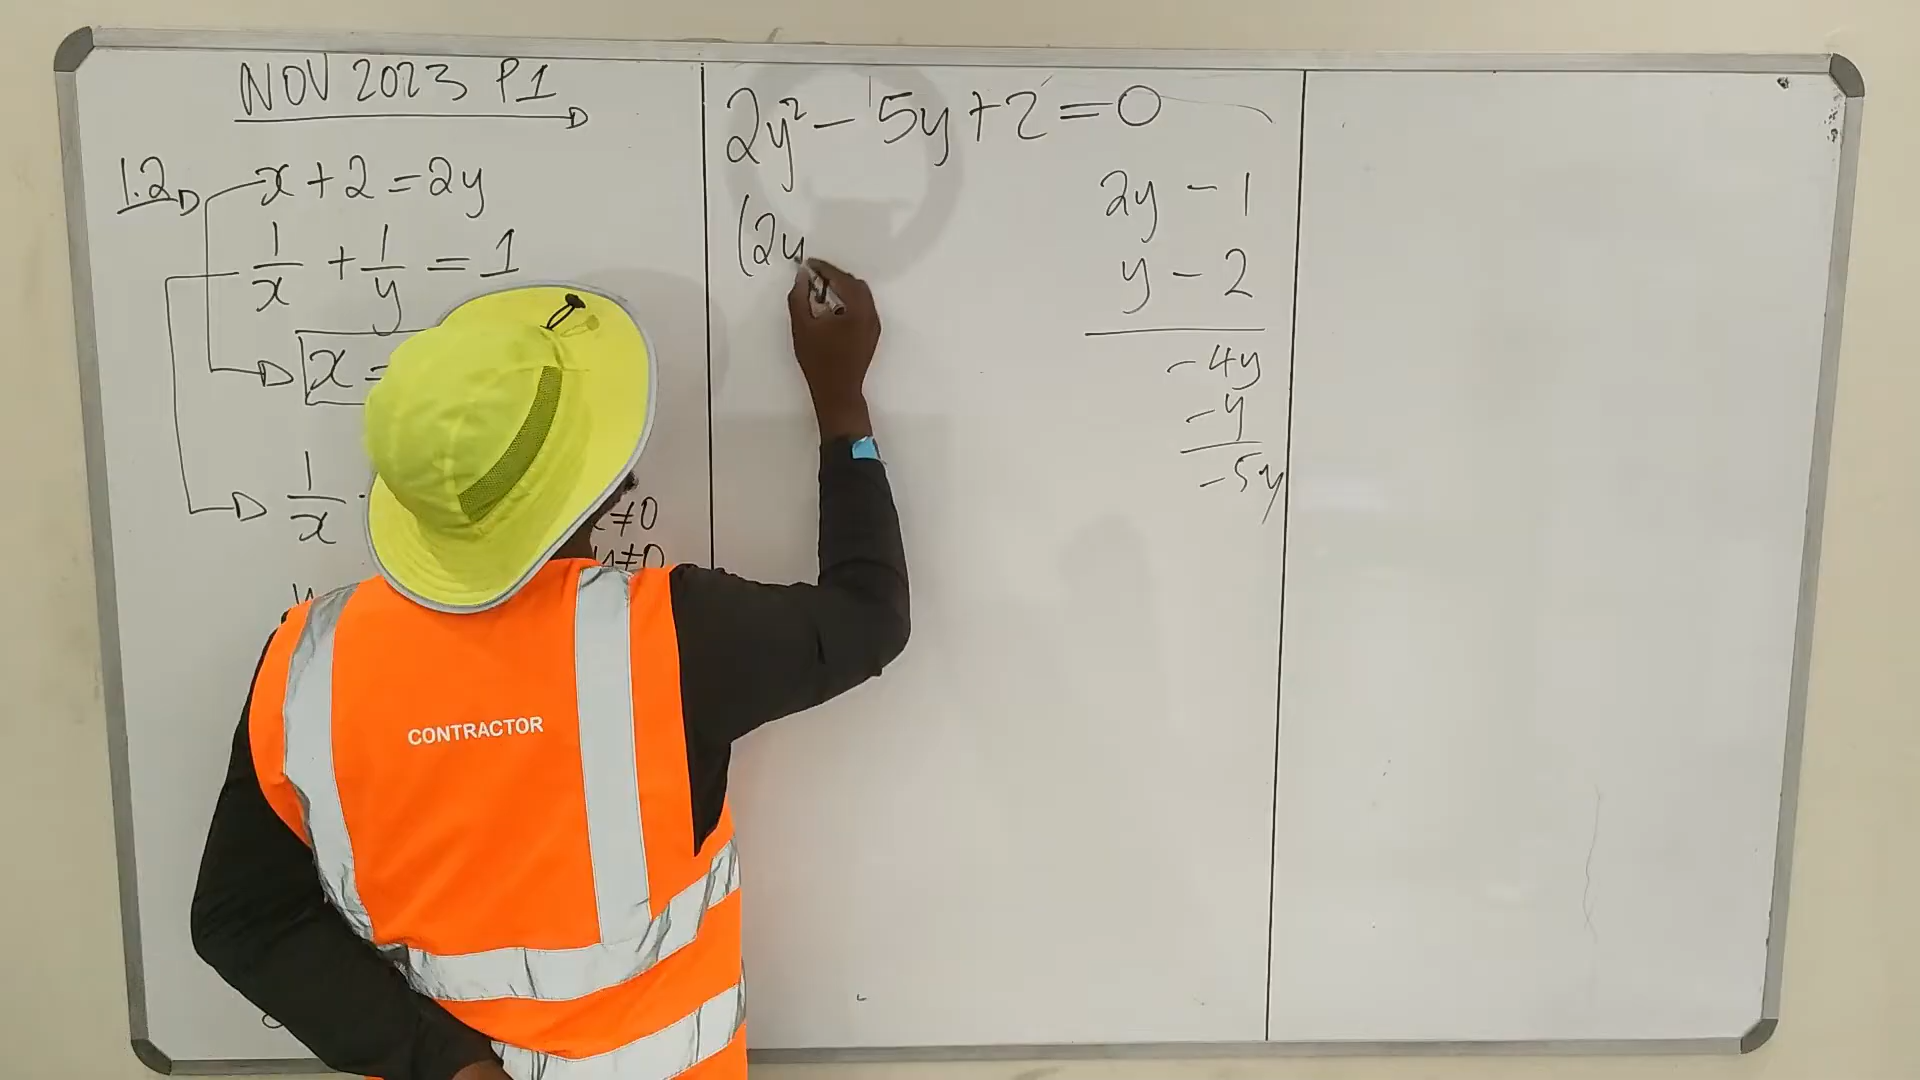 NOV 2023 P1
1.2 x + 2 = 2y
1/x + 1/y = 1
x =
1/x
x ≠ 0
y ≠ 0
2y² - 5y + 2 = 0
(2y
2y - 1
y - 2
-4y
-y
-5y
CONTRACTOR